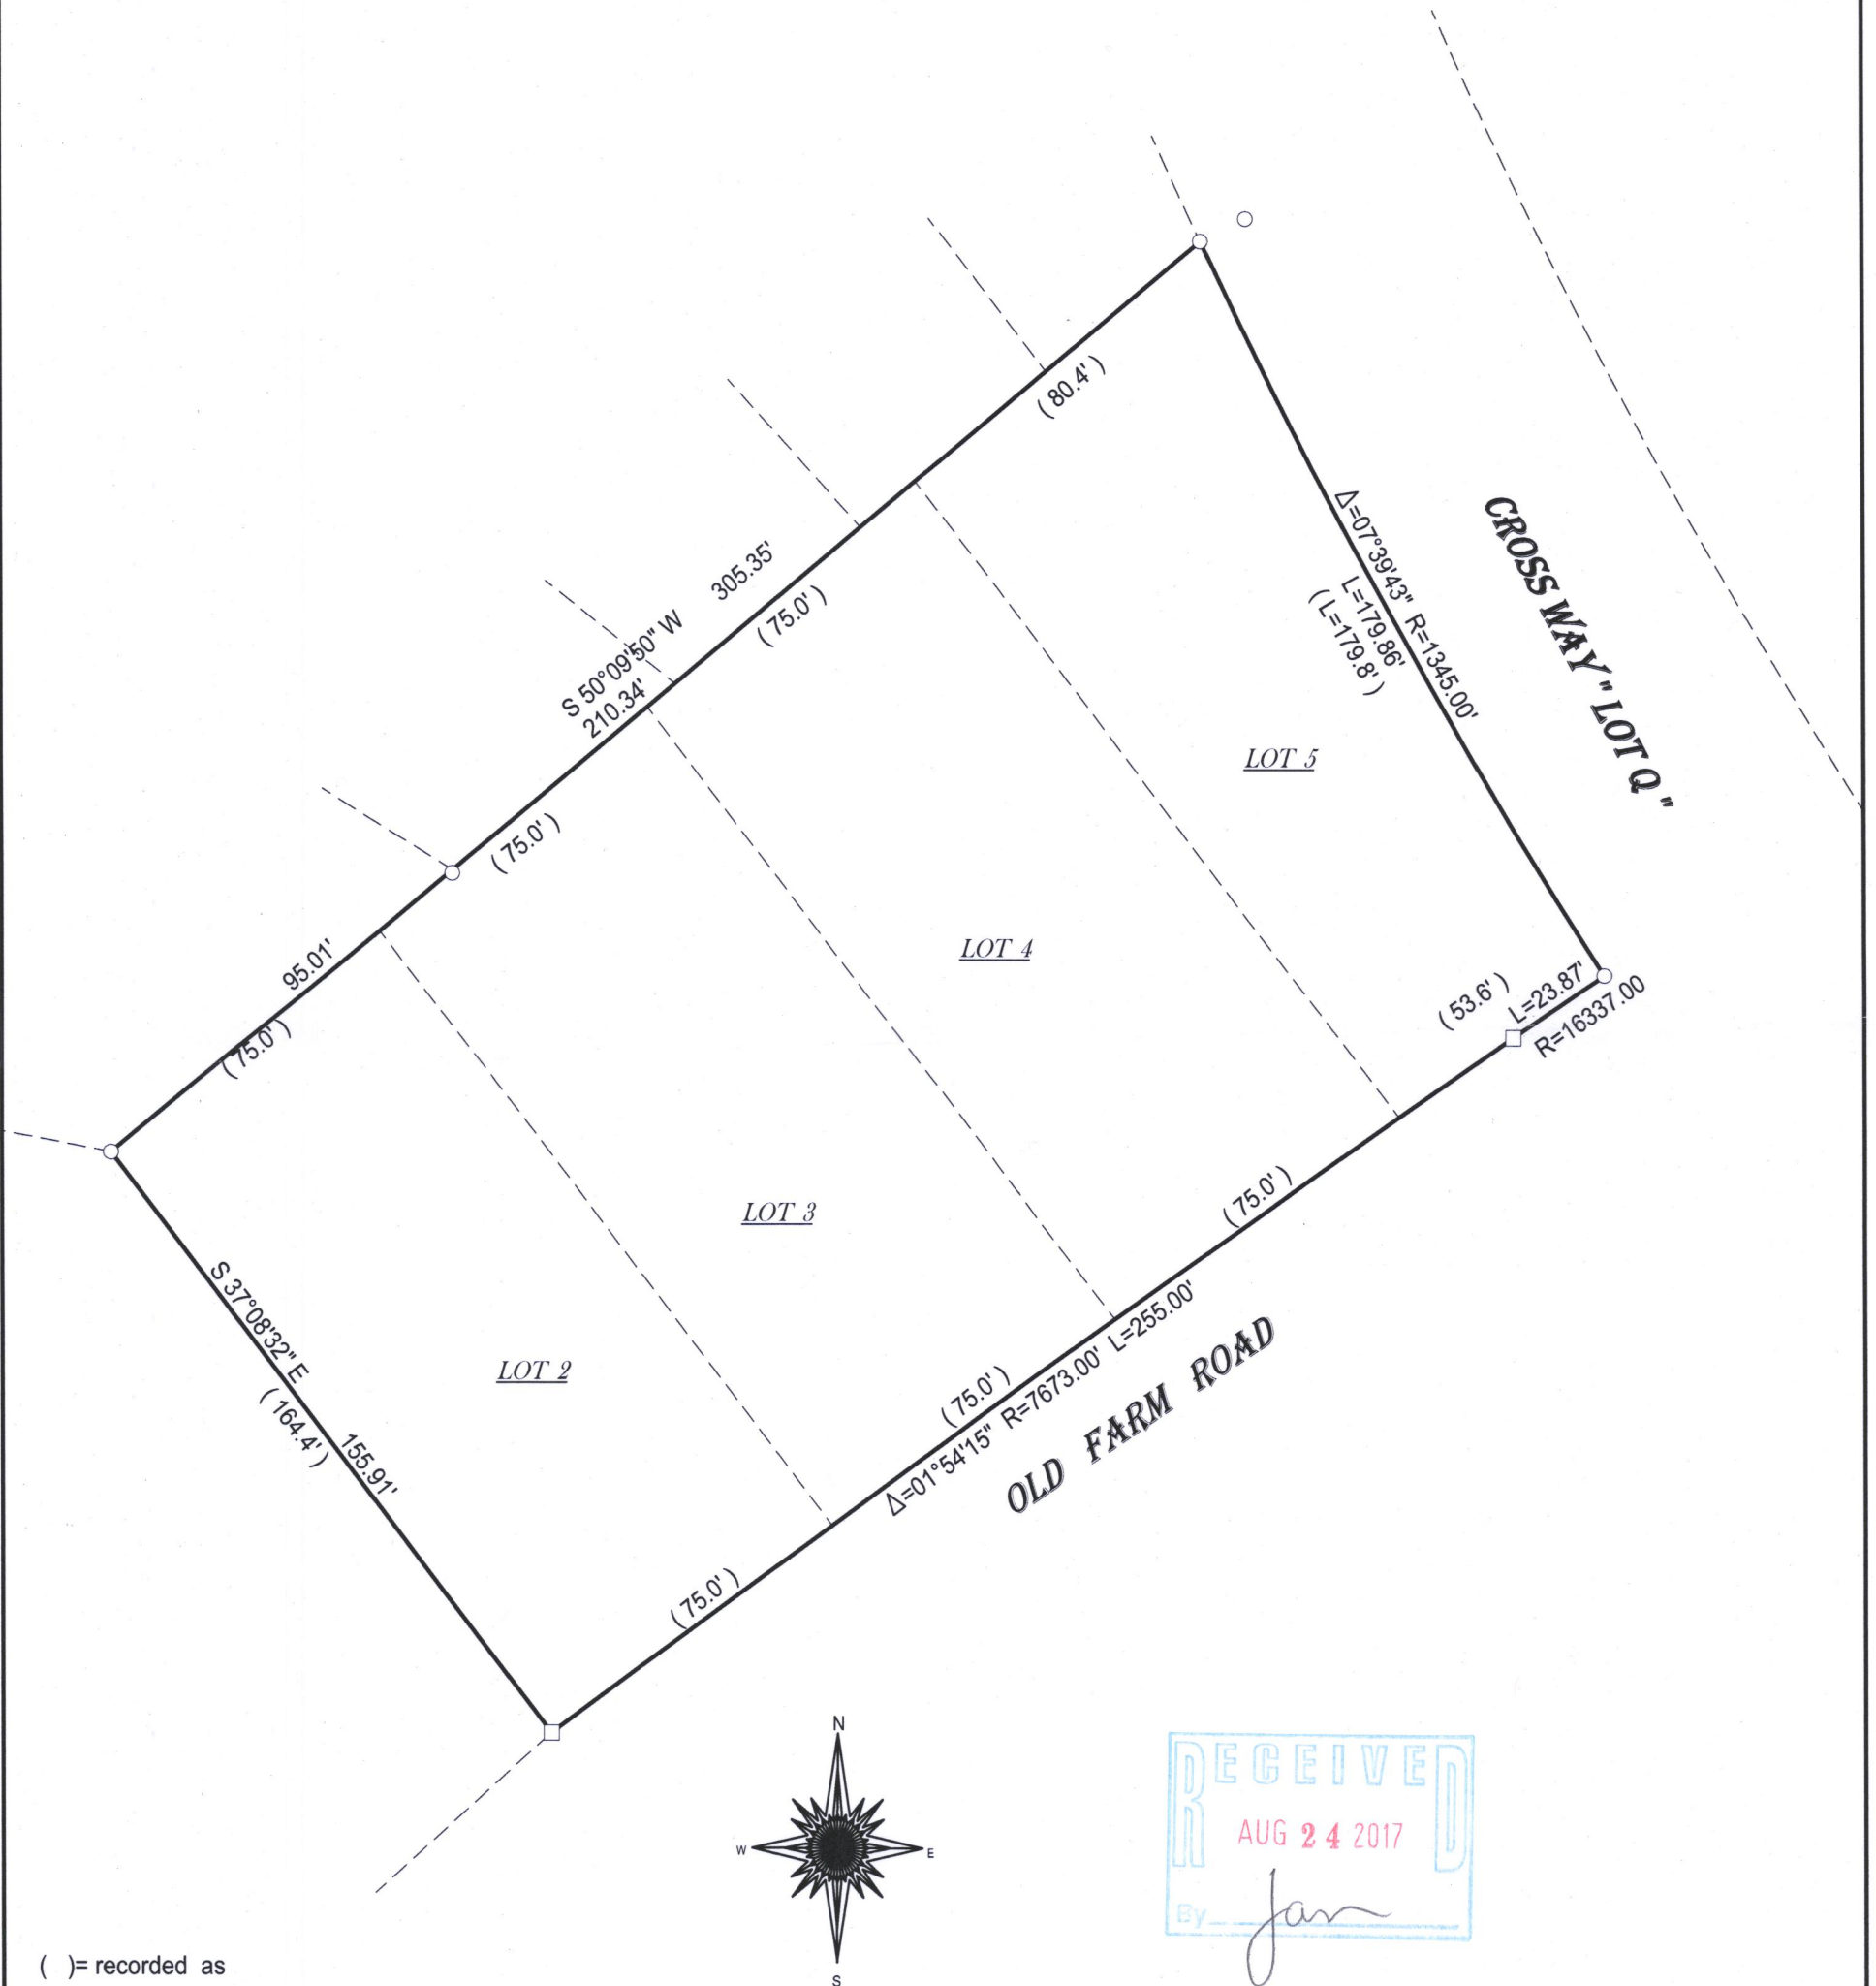 ( 80.4' )
CROSS WAY " LOT Q "
Δ=07°39'43" R=1345.00'
L=179.86'
( L=179.8' )
S 50°09'50" W 305.35'
210.34'
( 75.0' )
LOT 5
( 75.0' )
LOT 4
95.01'
( 75.0' )
( 53.6' )
L=23.87'
R=16337.00
LOT 3
( 75.0' )
S 37°08'32" E 155.91'
( 164.4' )
LOT 2
( 75.0' )
Δ=01°54'15" R=7673.00' L=255.00'
OLD FARM ROAD
( 75.0' )
N
W
E
S
RECEIVED
AUG 24 2017
By Jam
( )= recorded as